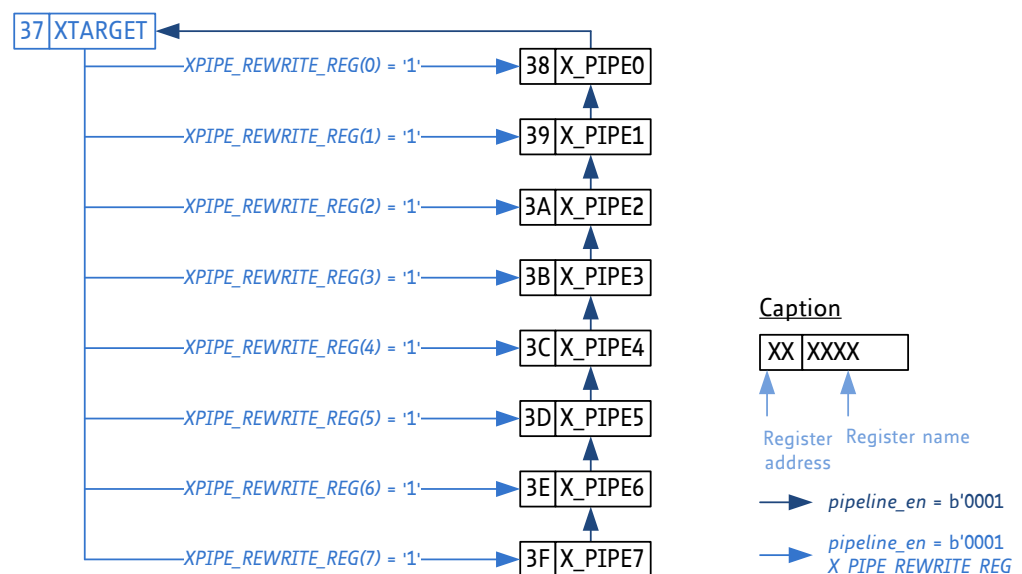 37 XTARGET
XPIPE_REWRITE_REG(0) = '1' 38 X_PIPE0
XPIPE_REWRITE_REG(1) = '1' 39 X_PIPE1
XPIPE_REWRITE_REG(2) = '1' 3A X_PIPE2
XPIPE_REWRITE_REG(3) = '1' 3B X_PIPE3
XPIPE_REWRITE_REG(4) = '1' 3C X_PIPE4
XPIPE_REWRITE_REG(5) = '1' 3D X_PIPE5
XPIPE_REWRITE_REG(6) = '1' 3E X_PIPE6
XPIPE_REWRITE_REG(7) = '1' 3F X_PIPE7
Caption
XX XXXX
Register address
Register name
pipeline_en = b'0001
pipeline_en = b'0001
X_PIPE_REWRITE_REG